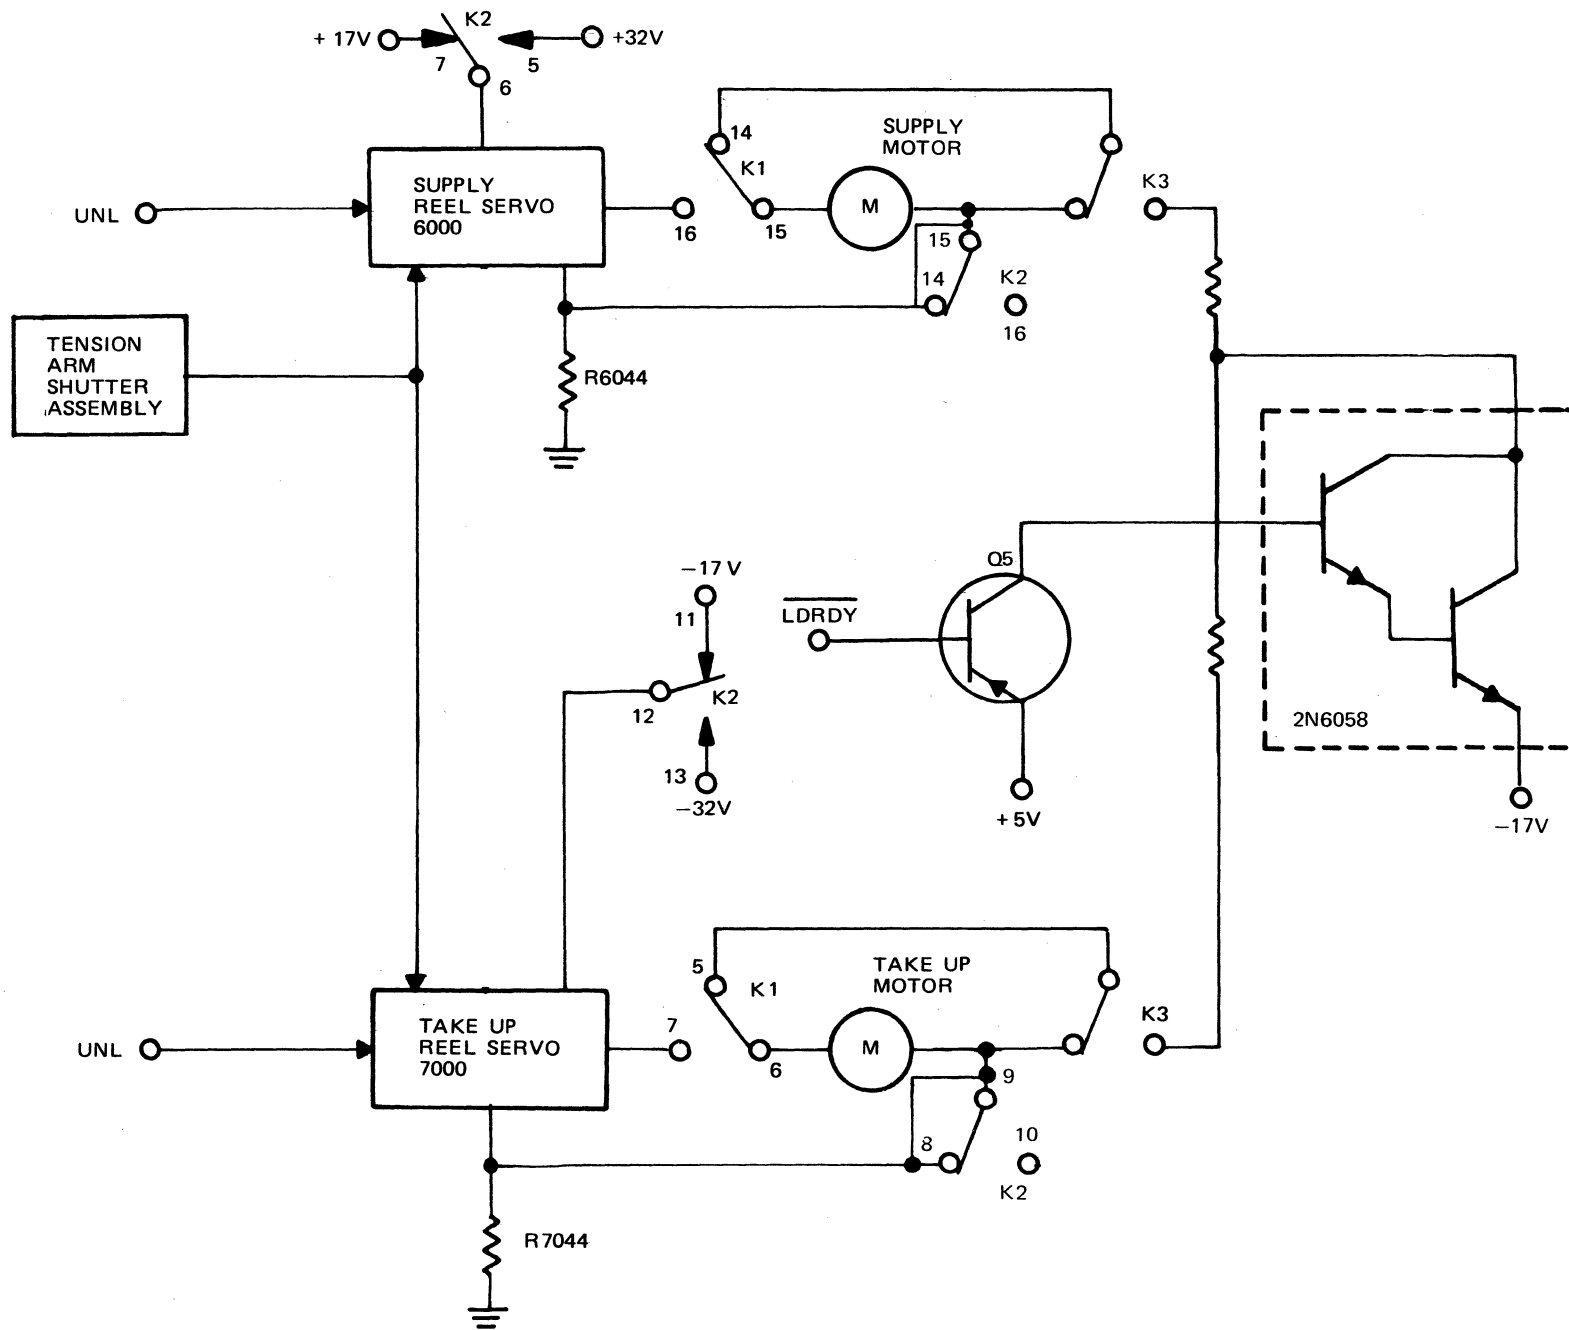 K2
+ 17V
+32V
7
5
6
14
SUPPLY
MOTOR
K1
SUPPLY
REEL SERVO
6000
UNL
16
15
M
K3
15
14
K2
16
TENSION
ARM
SHUTTER
ASSEMBLY
R6044
Q5
−17 V
11
LDRDY
K2
12
2N6058
13
−32V
+ 5V
−17V
5
K1
TAKE UP
MOTOR
TAKE UP
REEL SERVO
7000
UNL
7
6
M
K3
9
8
10
K2
R7044